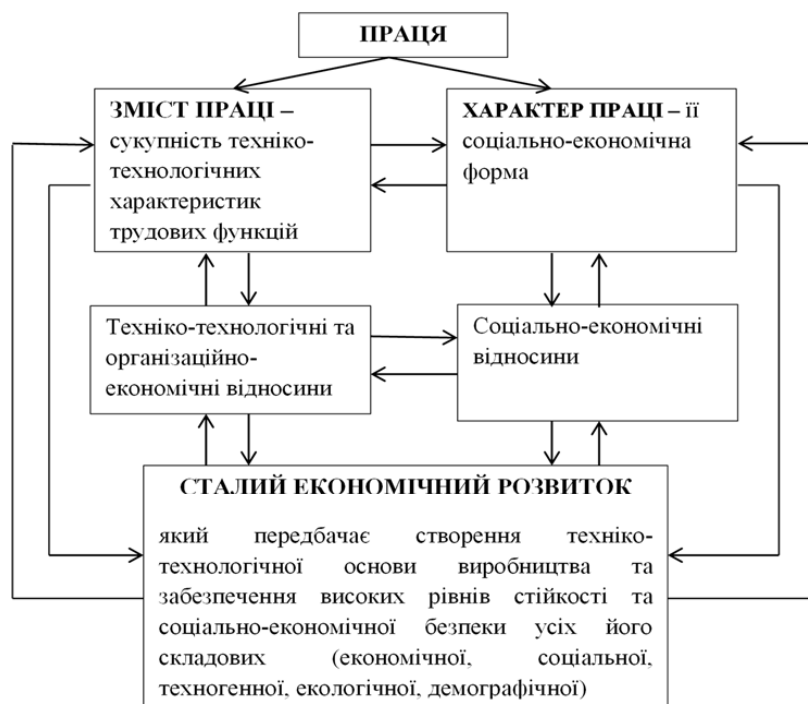 ПРАЦЯ
ЗМІСТ ПРАЦІ –
сукупність техніко-
технологічних
характеристик
трудових функцій
ХАРАКТЕР ПРАЦІ – її
соціально-економічна
форма
Техніко-технологічні та
організаційно-
економічні відносини
Соціально-економічні
відносини
СТАЛИЙ ЕКОНОМІЧНИЙ РОЗВИТОК
який передбачає створення техніко-
технологічної основи виробництва та
забезпечення високих рівнів стійкості та
соціально-економічної безпеки усіх його
складових (економічної, соціальної,
техногенної, екологічної, демографічної)